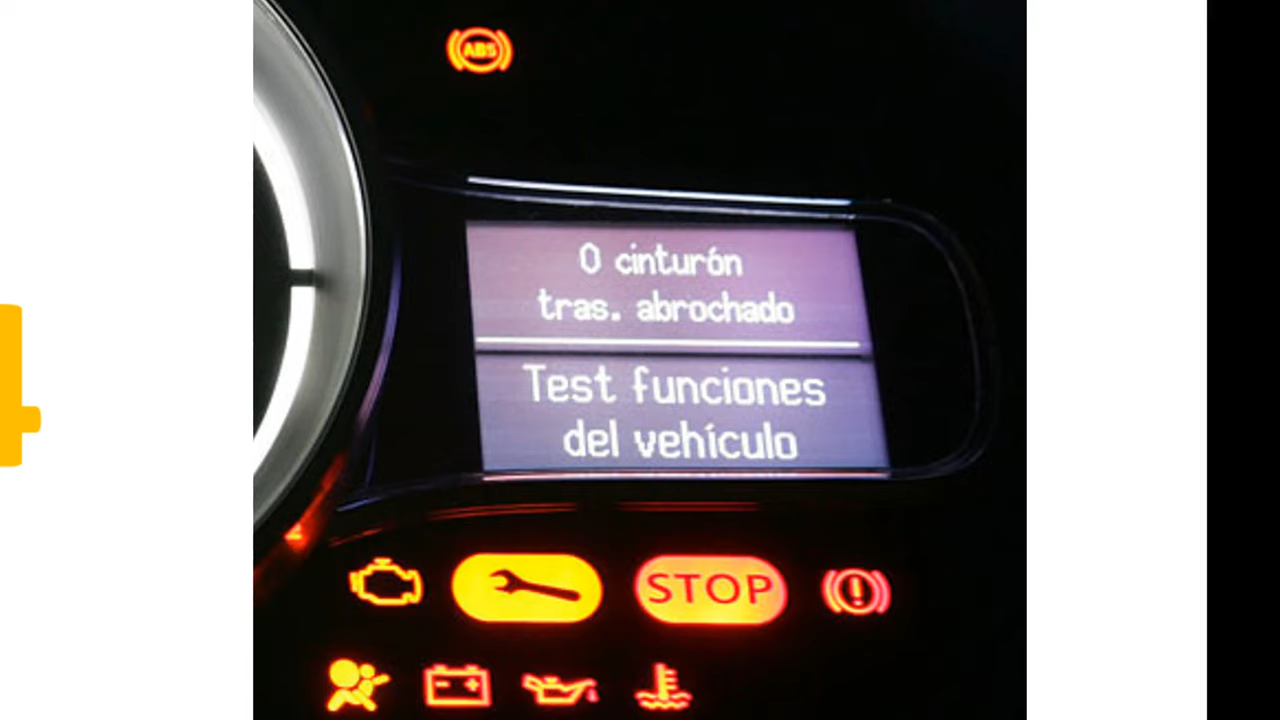 ABS
0 cinturón
tras. abrochado
Test funciones
del vehículo
STOP